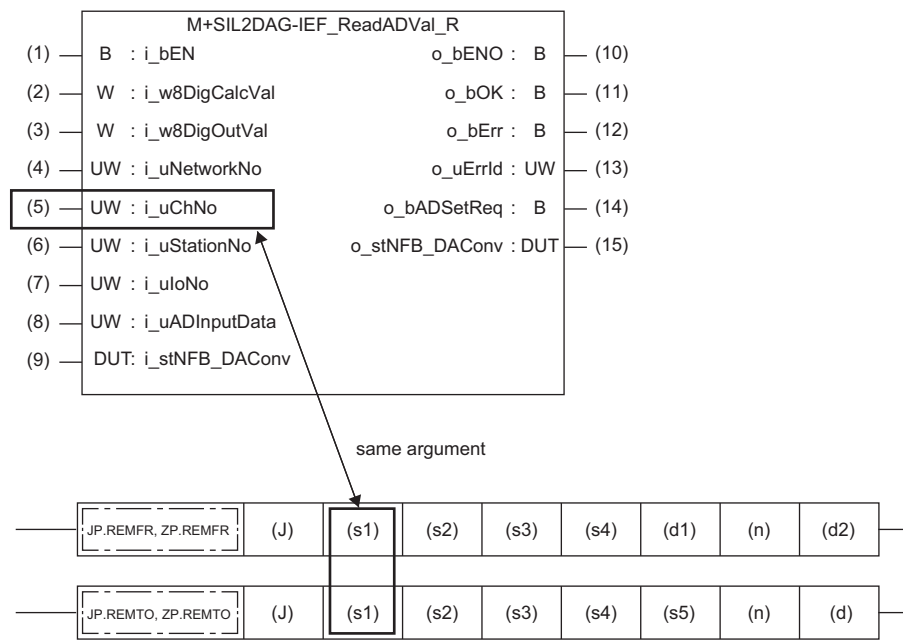 M+SIL2DAG-IEF_ReadADVal_R
(1) B : i_bEN o_bENO : B (10)
(2) W : i_w8DigCalcVal o_bOK : B (11)
(3) W : i_w8DigOutVal o_bErr : B (12)
(4) UW : i_uNetworkNo o_uErrId : UW (13)
(5) UW : i_uChNo o_bADSetReq : B (14)
(6) UW : i_uStationNo o_stNFB_DAConv : DUT (15)
(7) UW : i_uIoNo
(8) UW : i_uADInputData
(9) DUT: i_stNFB_DAConv
same argument
JP.REMFR, ZP.REMFR (J) (s1) (s2) (s3) (s4) (d1) (n) (d2)
JP.REMTO, ZP.REMTO (J) (s1) (s2) (s3) (s4) (s5) (n) (d)